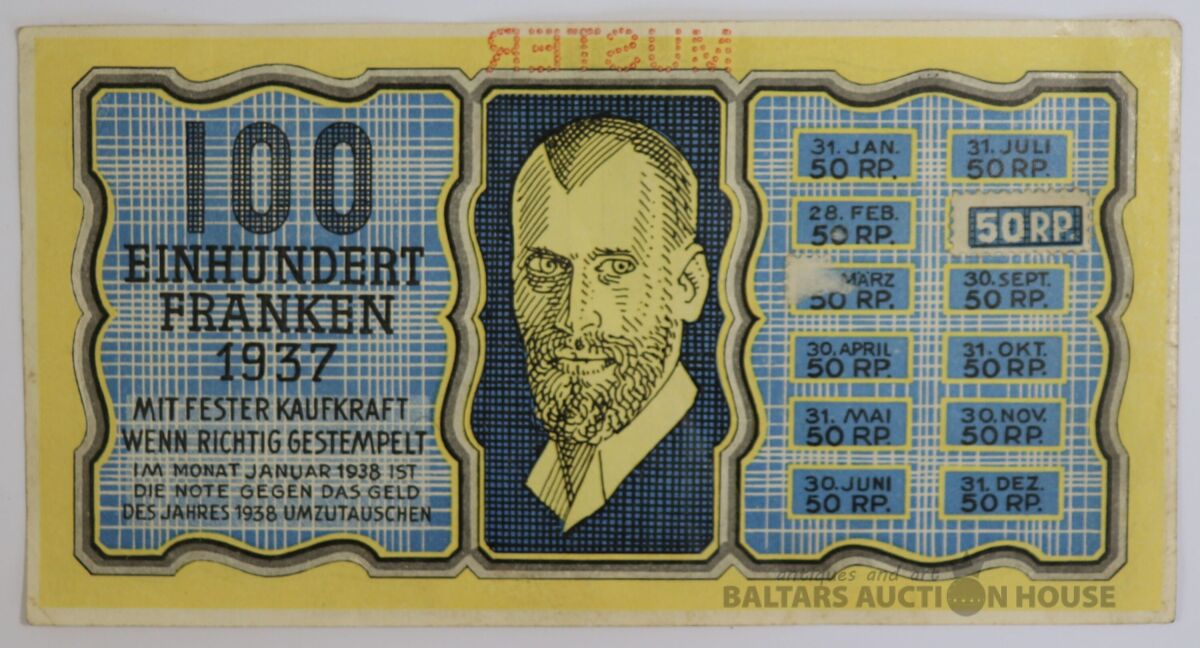 MUSTER
100
EINHUNDERT
FRANKEN
1937
MIT FESTER KAUFKRAFT
WENN RICHTIG GESTEMPELT
IM MONAT JANUAR 1938 IST
DIE NOTE GEGEN DAS GELD
DES JAHRES 1938 UMZUTAUSCHEN
31. JAN.
50 RP.
28. FEB.
50 RP.
MÄRZ
50 RP.
30. APRIL
50 RP.
31. MAI
50 RP.
30. JUNI
50 RP.
31. JULI
50 RP.
50 RP.
30. SEPT.
50 RP.
31. OKT.
50 RP.
30. NOV.
50 RP.
31. DEZ.
50 RP.
antiques and art
BALTARS AUCTION HOUSE